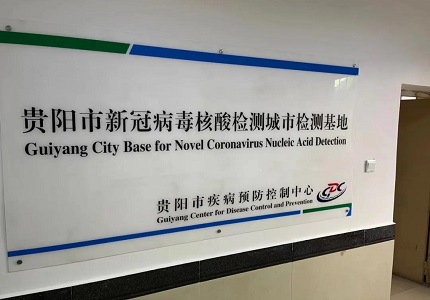 贵阳市新冠病毒核酸检测城市检测基地
Guiyang City Base for Novel Coronavirus Nucleic Acid Detection
贵阳市疾病预防控制中心
Guiyang Center for Disease Control and Prevention
CDC